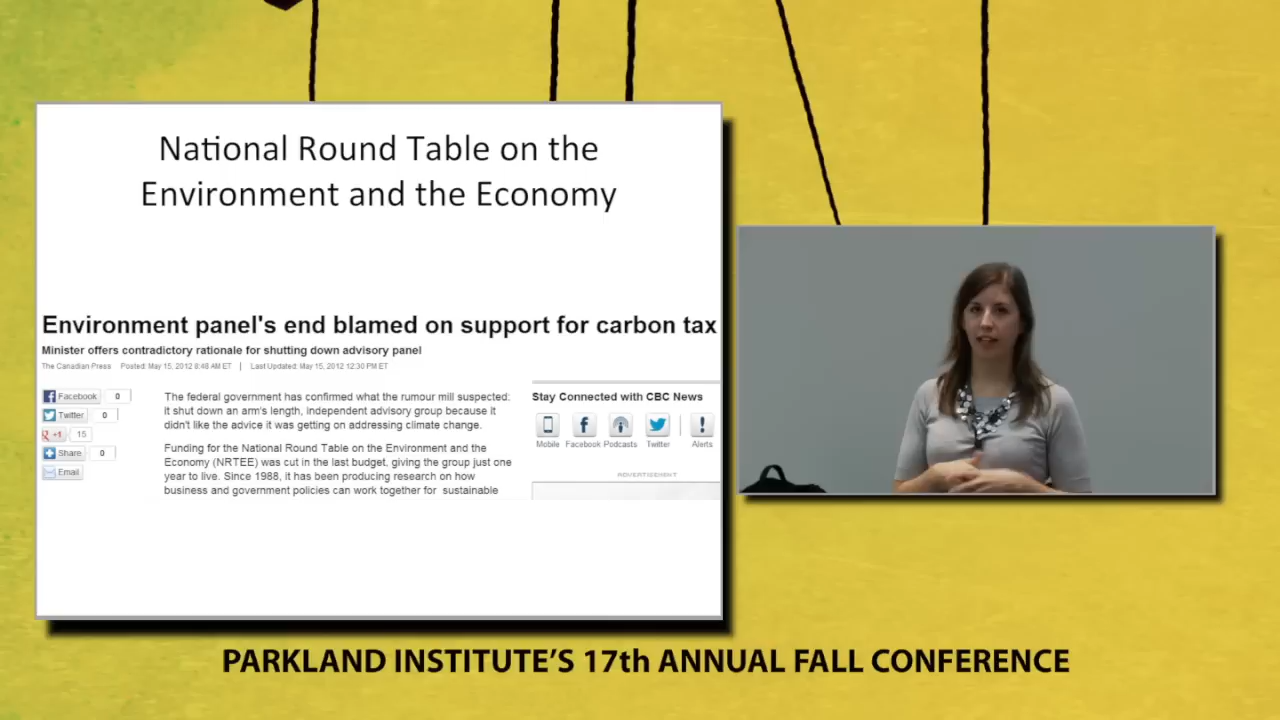 National Round Table on the
Environment and the Economy
Environment panel's end blamed on support for carbon tax
Minister offers contradictory rationale for shutting down advisory panel
The Canadian Press Posted: May 15, 2012 8:48 AM ET | Last Updated: May 15, 2012 12:30 PM ET
Facebook 0
Twitter 0
+1 15
Share 0
Email
The federal government has confirmed what the rumour mill suspected:
it shut down an arm's length, independent advisory group because it
didn't like the advice it was getting on addressing climate change.
Funding for the National Round Table on the Environment and the
Economy (NRTEE) was cut in the last budget, giving the group just one
year to live. Since 1988, it has been producing research on how
business and government policies can work together for sustainable
Stay Connected with CBC News
Mobile Facebook Podcasts Twitter Alerts
ADVERTISEMENT
PARKLAND INSTITUTE'S 17th ANNUAL FALL CONFERENCE